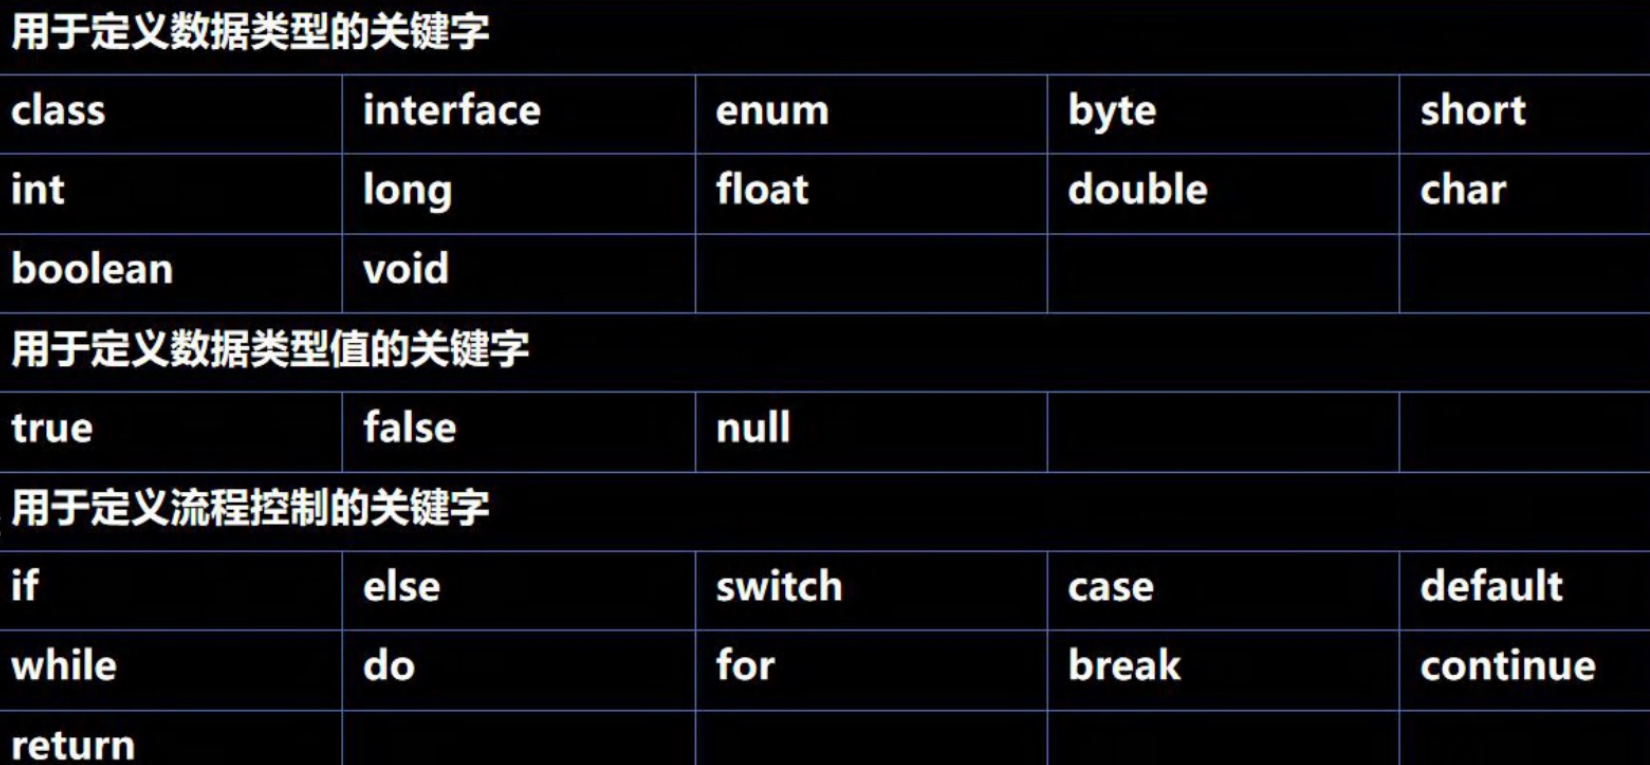 用于定义数据类型的关键字
class interface enum byte short
int long float double char
boolean void
用于定义数据类型值的关键字
true false null
用于定义流程控制的关键字
if else switch case default
while do for break continue
return